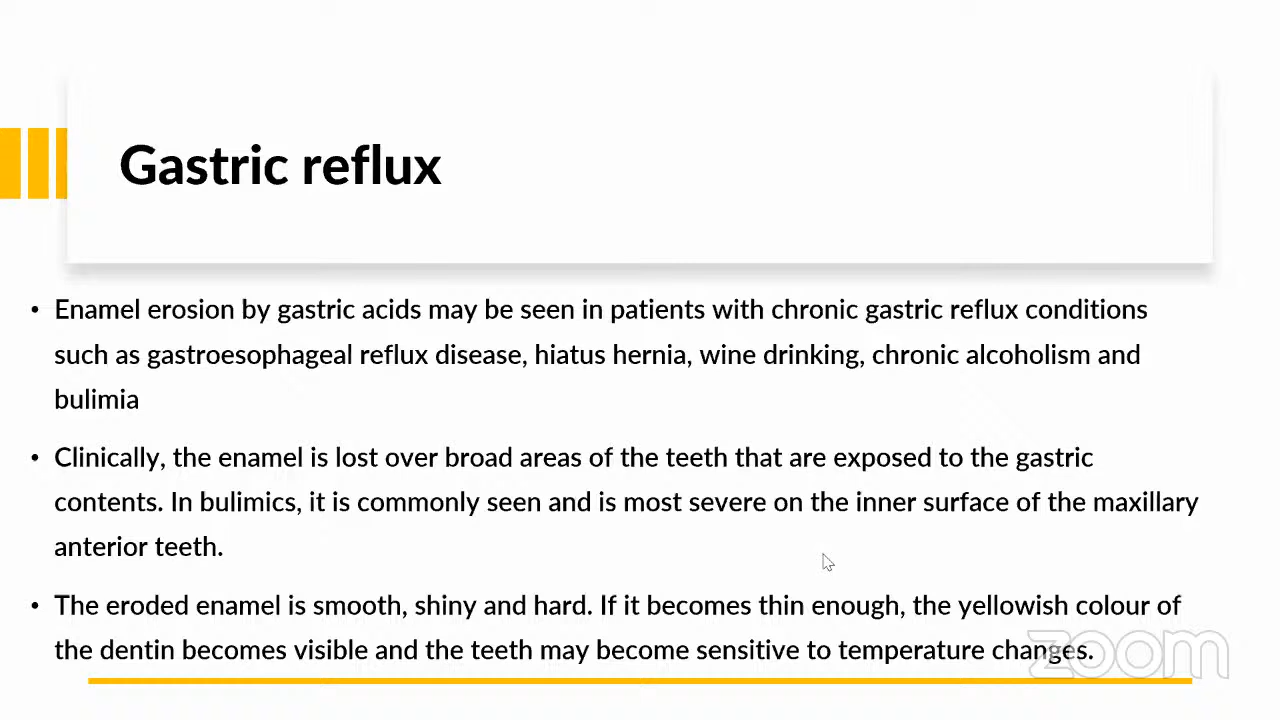 Gastric reflux
• Enamel erosion by gastric acids may be seen in patients with chronic gastric reflux conditions
such as gastroesophageal reflux disease, hiatus hernia, wine drinking, chronic alcoholism and
bulimia
• Clinically, the enamel is lost over broad areas of the teeth that are exposed to the gastric
contents. In bulimics, it is commonly seen and is most severe on the inner surface of the maxillary
anterior teeth.
• The eroded enamel is smooth, shiny and hard. If it becomes thin enough, the yellowish colour of
the dentin becomes visible and the teeth may become sensitive to temperature changes.
zoom